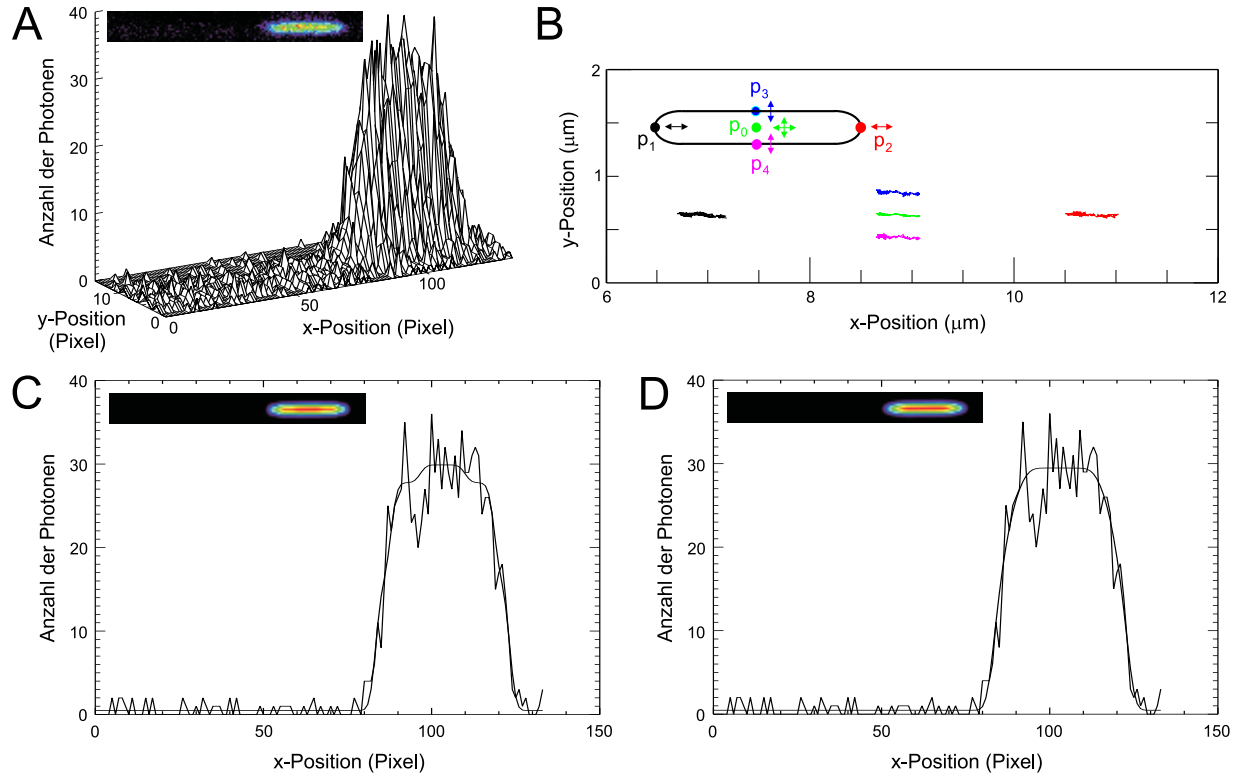 A
40
30
20
10
0
Anzahl der Photonen
10
0
y-Position
(Pixel)
0
50
100
x-Position (Pixel)
B
2
1
0
y-Position (μm)
p3
p0
p1
p2
p4
6
8
10
12
x-Position (μm)
C
40
30
20
10
0
Anzahl der Photonen
0
50
100
150
x-Position (Pixel)
D
40
30
20
10
0
Anzahl der Photonen
0
50
100
150
x-Position (Pixel)